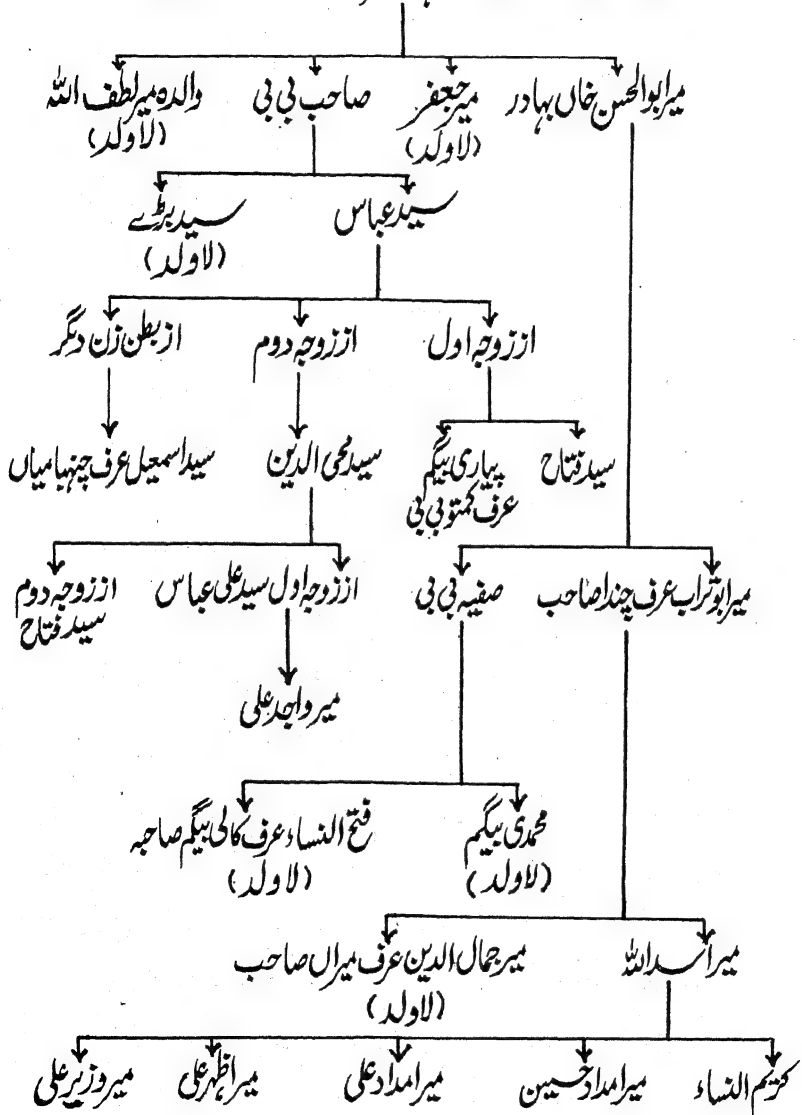 میر ابوالحسن خاں بہادر
میر جعفر
(لاولد)
صاحب بی بی
والدہ میر لطف اللہ
(لاولد)
سید عباس
سید بڑے
(لاولد)
از زوجہ اول
از زوجہ دوم
از بطن زن دیگر
سید فتاح
پیاری بیگم
عرف کمتو بی بی
سید محی الدین
سید اسمعیل عرف چنہا میاں
میر ابو تراب عرف چندا صاحب
صفیہ بی بی
از زوجہ اول سید علی عباس
از زوجہ دوم
سید فتاح
میر واجد علی
محمدی بیگم
(لاولد)
فتح النساء عرف کالی بیگم صاحبہ
(لاولد)
میر اسد اللہ
میر جمال الدین عرف میراں صاحب
(لاولد)
کریم النساء
میر امداد حسین
میر امداد علی
میر اظہر علی
میر وزیر علی